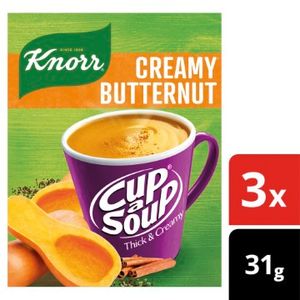 SINCE 1838
Knorr
CREAMY
BUTTERNUT
CUP
a
SOUP
Thick & Creamy
3x
31g